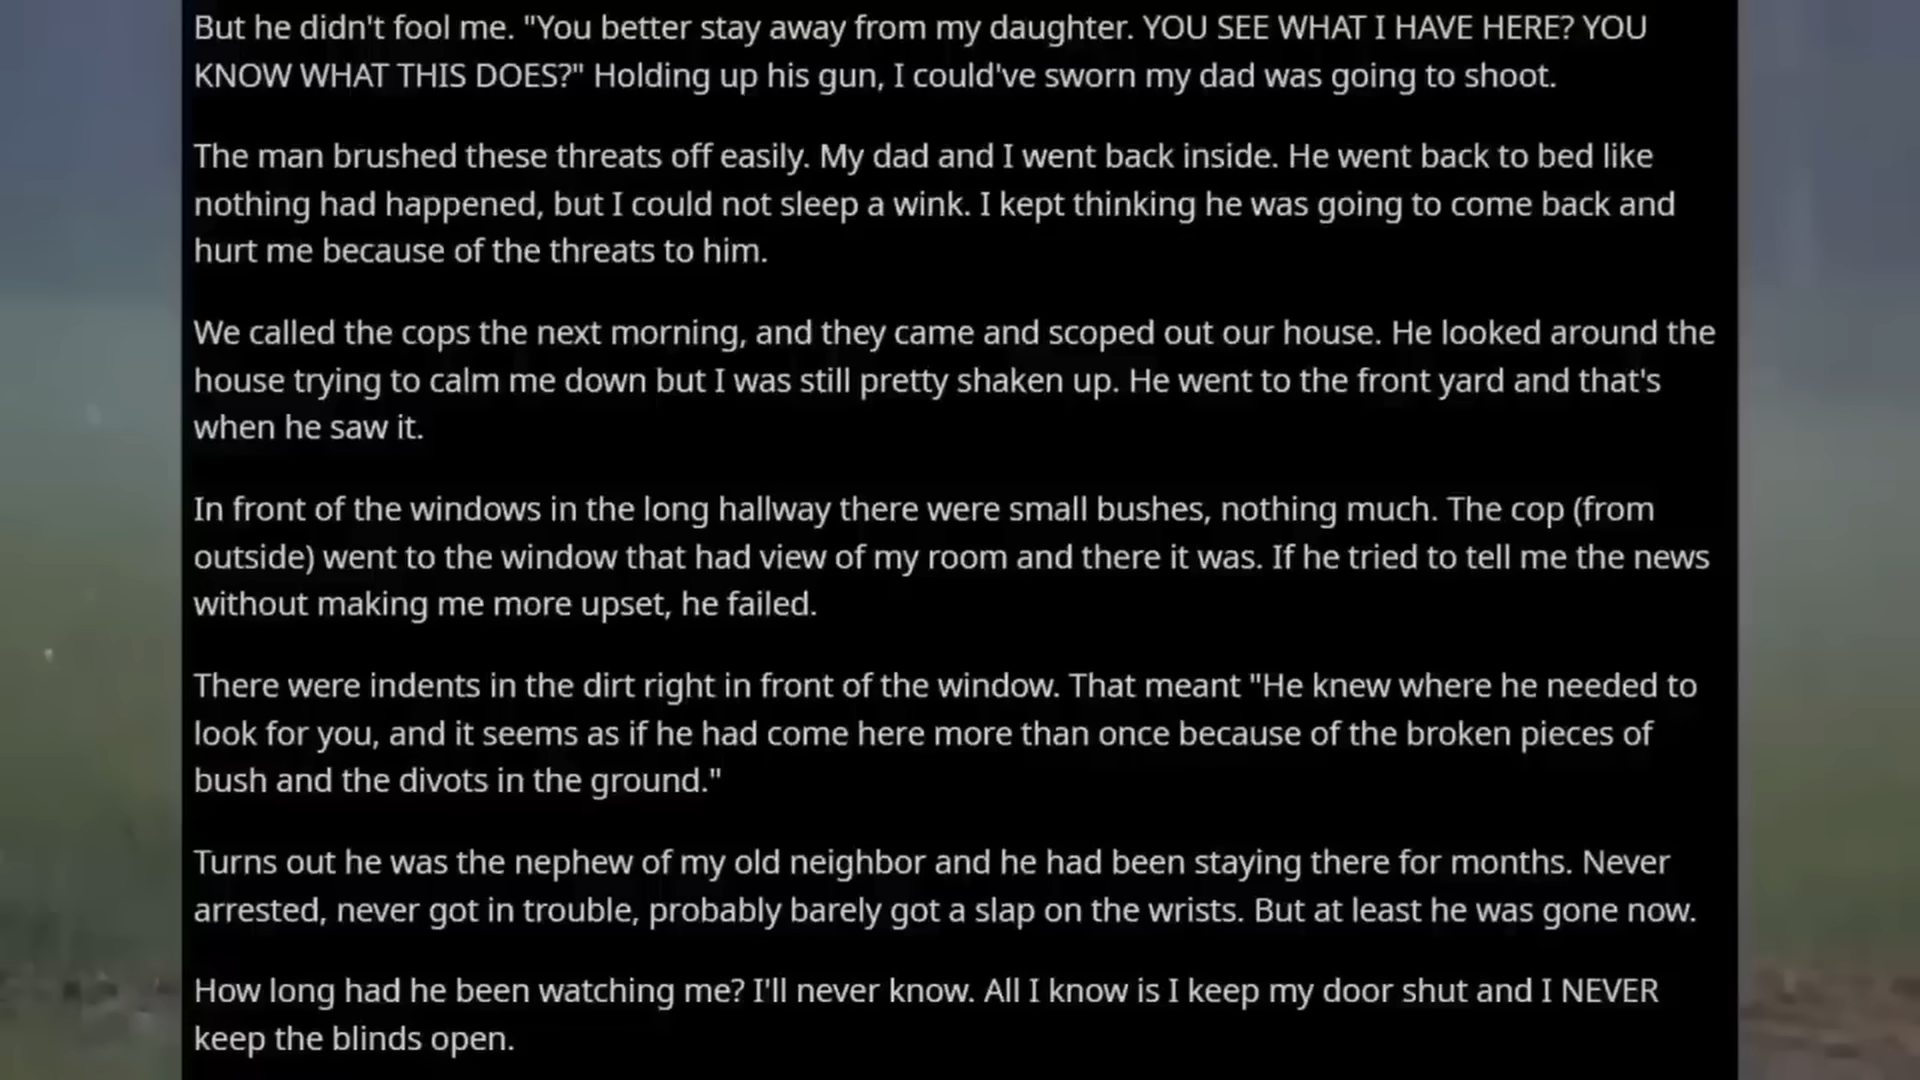 But he didn't fool me. "You better stay away from my daughter. YOU SEE WHAT I HAVE HERE? YOU
KNOW WHAT THIS DOES?" Holding up his gun, I could've sworn my dad was going to shoot.
The man brushed these threats off easily. My dad and I went back inside. He went back to bed like
nothing had happened, but I could not sleep a wink. I kept thinking he was going to come back and
hurt me because of the threats to him.
We called the cops the next morning, and they came and scoped out our house. He looked around the
house trying to calm me down but I was still pretty shaken up. He went to the front yard and that's
when he saw it.
In front of the windows in the long hallway there were small bushes, nothing much. The cop (from
outside) went to the window that had view of my room and there it was. If he tried to tell me the news
without making me more upset, he failed.
There were indents in the dirt right in front of the window. That meant "He knew where he needed to
look for you, and it seems as if he had come here more than once because of the broken pieces of
bush and the divots in the ground."
Turns out he was the nephew of my old neighbor and he had been staying there for months. Never
arrested, never got in trouble, probably barely got a slap on the wrists. But at least he was gone now.
How long had he been watching me? I'll never know. All I know is I keep my door shut and I NEVER
keep the blinds open.